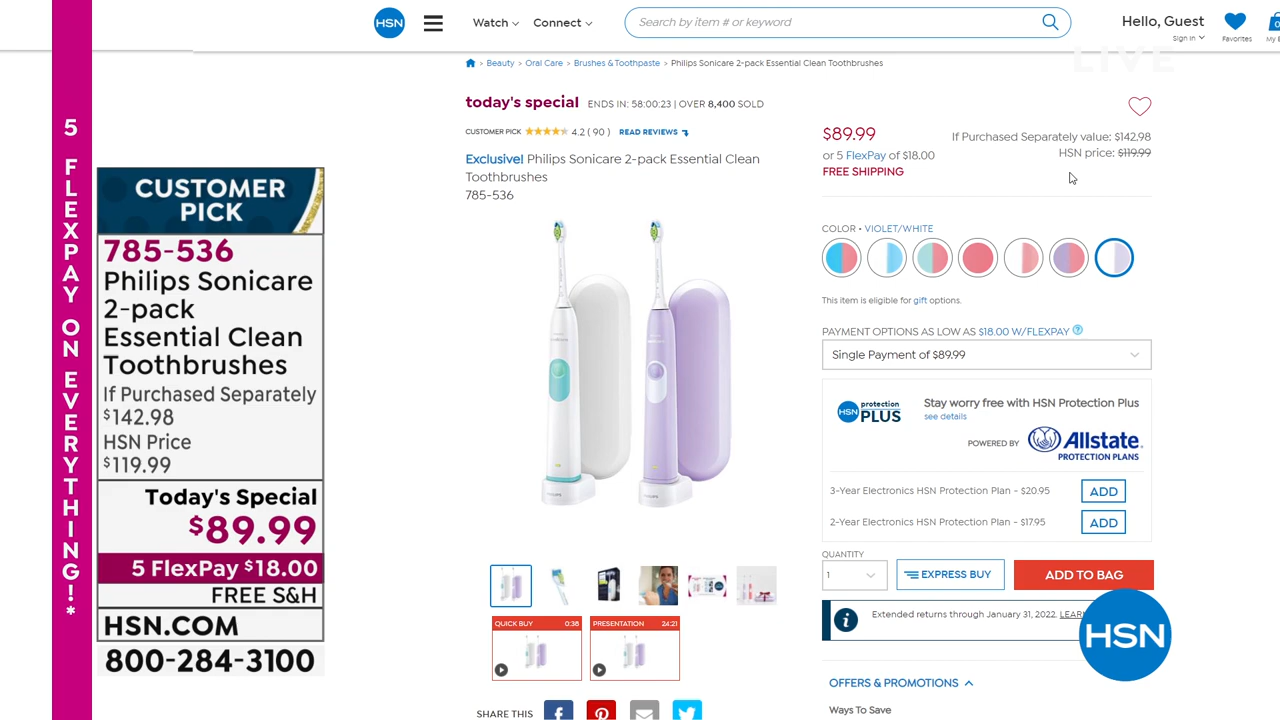 HSN
Watch
Connect
Search by item # or keyword
Hello, Guest
Sign In
Favorites
LIVE
Beauty > Oral Care > Brushes & Toothpaste > Philips Sonicare 2-pack Essential Clean Toothbrushes
5 FLEXPAY ON EVERYTHING!*
CUSTOMER
PICK
785-536
Philips Sonicare
2-pack
Essential Clean
Toothbrushes
If Purchased Separately
$142.98
HSN Price
$119.99
Today's Special
$89.99
5 FlexPay $18.00
FREE S&H
HSN.COM
800-284-3100
today's special ENDS IN: 58:00:23 | OVER 8,400 SOLD
CUSTOMER PICK 4.2 ( 90 ) READ REVIEWS
Exclusive! Philips Sonicare 2-pack Essential Clean
Toothbrushes
785-536
QUICK BUY 0:38
PRESENTATION 24:21
SHARE THIS
$89.99
If Purchased Separately value: $142.98
or 5 FlexPay of $18.00
HSN price: $119.99
FREE SHIPPING
COLOR • VIOLET/WHITE
This item is eligible for gift options.
PAYMENT OPTIONS AS LOW AS $18.00 W/FLEXPAY ?
Single Payment of $89.99
HSN protection PLUS
Stay worry free with HSN Protection Plus
see details
POWERED BY Allstate.
PROTECTION PLANS
3-Year Electronics HSN Protection Plan - $20.95 ADD
2-Year Electronics HSN Protection Plan - $17.95 ADD
QUANTITY
1
EXPRESS BUY
ADD TO BAG
Extended returns through January 31, 2022.
HSN
OFFERS & PROMOTIONS
Ways To Save